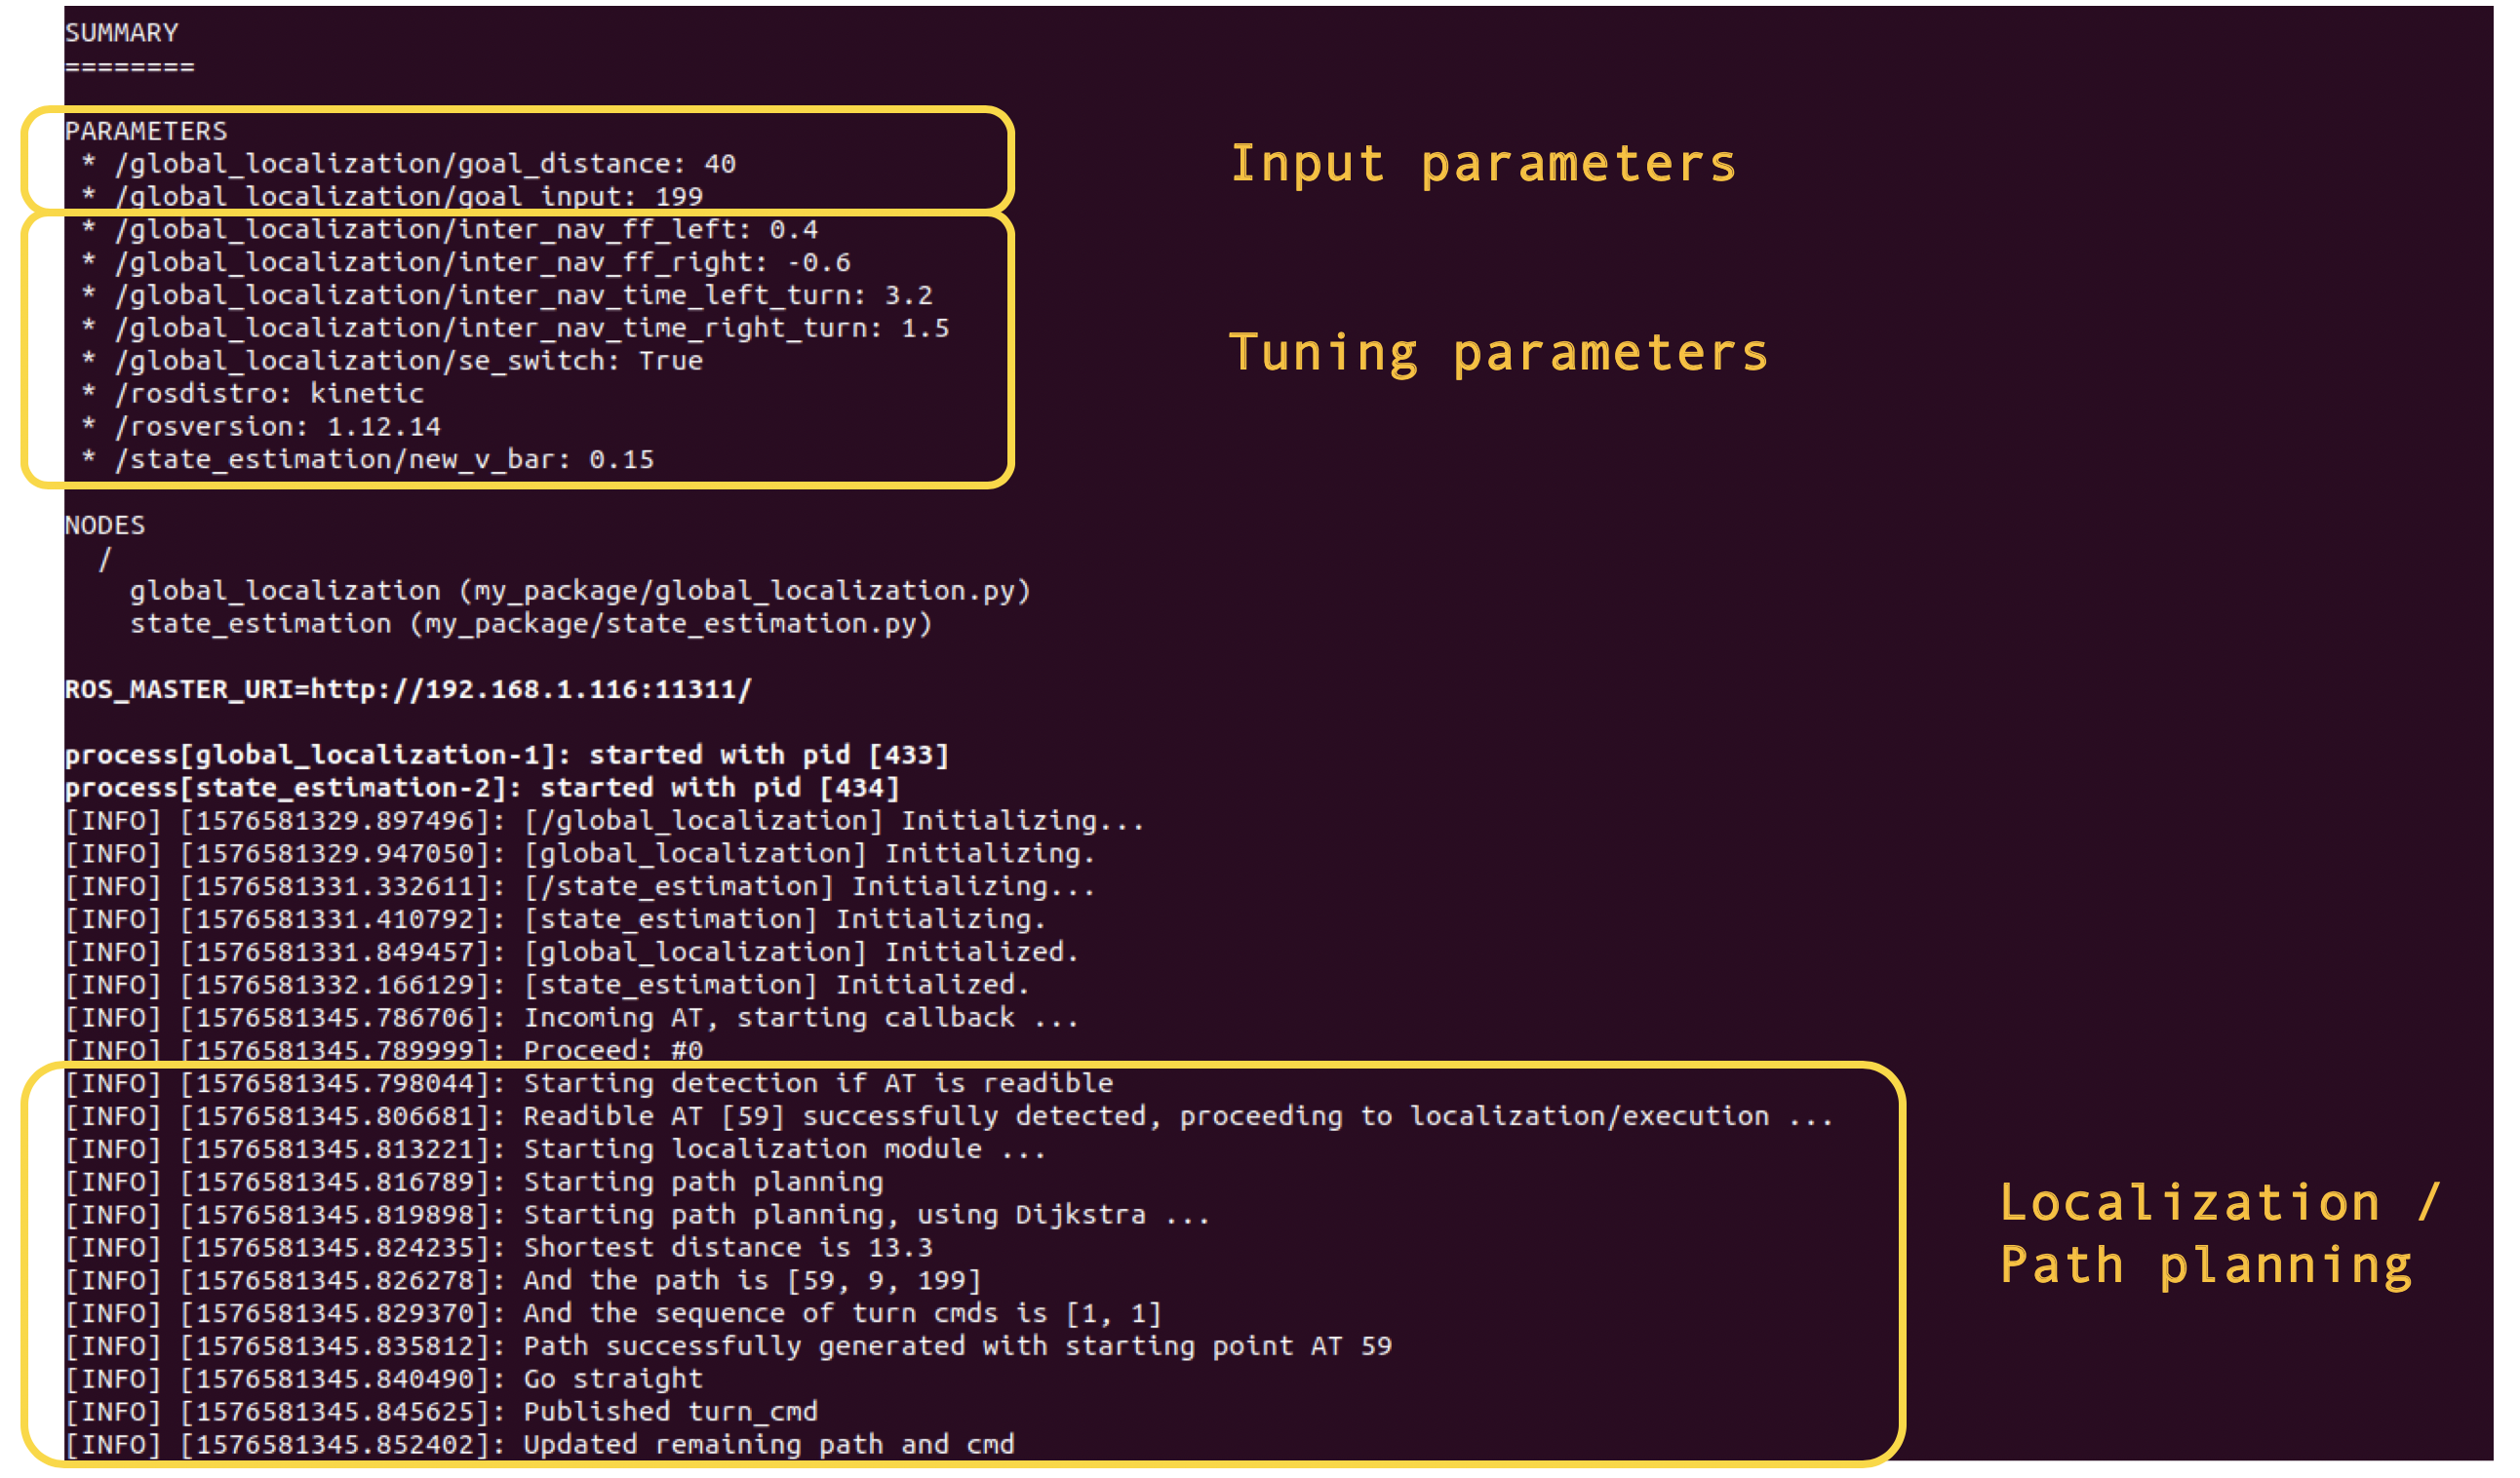 SUMMARY
========
PARAMETERS
* /global_localization/goal_distance: 40
* /global_localization/goal_input: 199
Input parameters
* /global_localization/inter_nav_ff_left: 0.4
* /global_localization/inter_nav_ff_right: -0.6
* /global_localization/inter_nav_time_left_turn: 3.2
* /global_localization/inter_nav_time_right_turn: 1.5
* /global_localization/se_switch: True
* /rosdistro: kinetic
* /rosversion: 1.12.14
* /state_estimation/new_v_bar: 0.15
Tuning parameters
NODES
/
global_localization (my_package/global_localization.py)
state_estimation (my_package/state_estimation.py)
ROS_MASTER_URI=http://192.168.1.116:11311/
process[global_localization-1]: started with pid [433]
process[state_estimation-2]: started with pid [434]
[INFO] [1576581329.897496]: [/global_localization] Initializing...
[INFO] [1576581329.947050]: [global_localization] Initializing.
[INFO] [1576581331.332611]: [/state_estimation] Initializing...
[INFO] [1576581331.410792]: [state_estimation] Initializing.
[INFO] [1576581331.849457]: [global_localization] Initialized.
[INFO] [1576581332.166129]: [state_estimation] Initialized.
[INFO] [1576581345.786706]: Incoming AT, starting callback ...
[INFO] [1576581345.789999]: Proceed: #0
[INFO] [1576581345.798044]: Starting detection if AT is readible
[INFO] [1576581345.806681]: Readible AT [59] successfully detected, proceeding to localization/execution ...
[INFO] [1576581345.813221]: Starting localization module ...
[INFO] [1576581345.816789]: Starting path planning
[INFO] [1576581345.819898]: Starting path planning, using Dijkstra ...
[INFO] [1576581345.824235]: Shortest distance is 13.3
[INFO] [1576581345.826278]: And the path is [59, 9, 199]
[INFO] [1576581345.829370]: And the sequence of turn cmds is [1, 1]
[INFO] [1576581345.835812]: Path successfully generated with starting point AT 59
[INFO] [1576581345.840490]: Go straight
[INFO] [1576581345.845625]: Published turn_cmd
[INFO] [1576581345.852402]: Updated remaining path and cmd
Localization /
Path planning